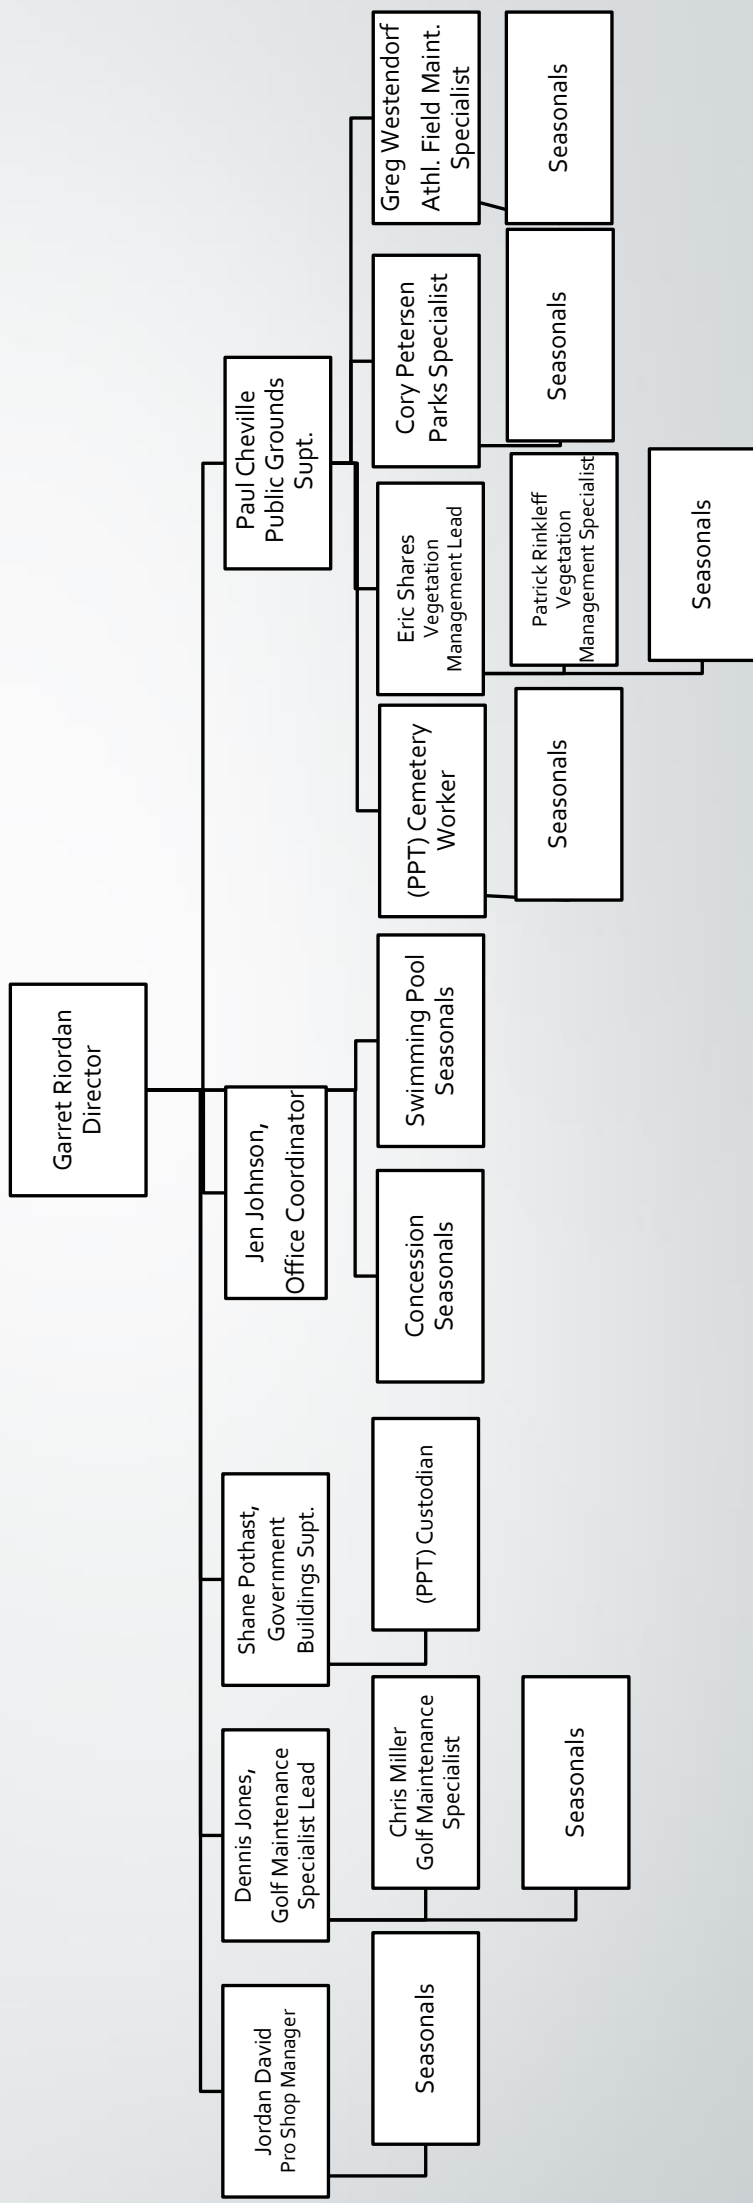 Garret Riordan
Director
Jordan David
Pro Shop Manager
Seasonals
Dennis Jones,
Golf Maintenance
Specialist Lead
Chris Miller
Golf Maintenance
Specialist
Seasonals
Shane Pothast,
Government
Buildings Supt.
(PPT) Custodian
Jen Johnson,
Office Coordinator
Concession
Seasonals
Swimming Pool
Seasonals
Paul Cheville
Public Grounds
Supt.
(PPT) Cemetery
Worker
Seasonals
Eric Shares
Vegetation
Management Lead
Patrick Rinkleff
Vegetation
Management Specialist
Seasonals
Cory Petersen
Parks Specialist
Seasonals
Greg Westendorf
Athl. Field Maint.
Specialist
Seasonals